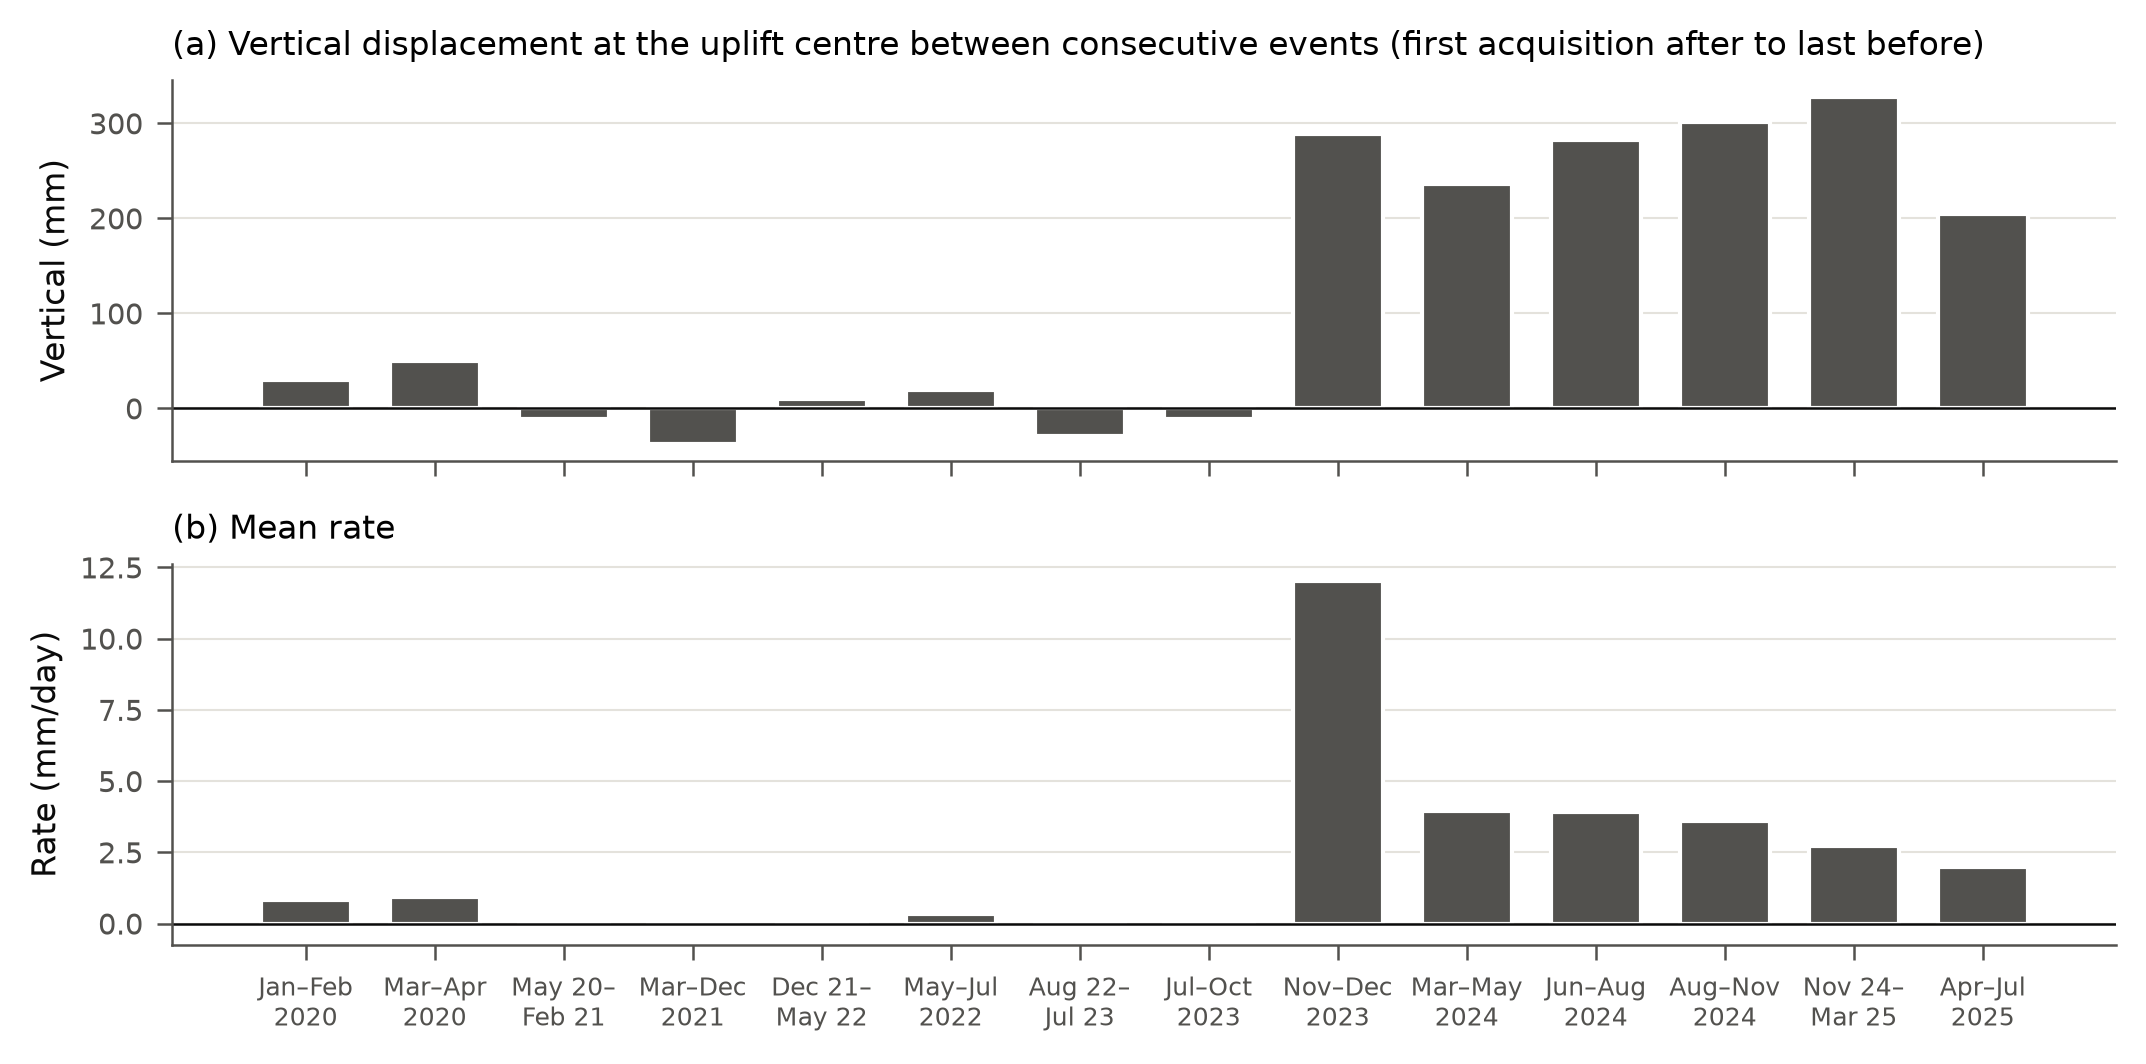 (a) Vertical displacement at the uplift centre between consecutive events (first acquisition after to last before)
Vertical (mm)
300
200
100
0
(b) Mean rate
Rate (mm/day)
12.5
10.0
7.5
5.0
2.5
0.0
Jan–Feb
2020
Mar–Apr
2020
May 20–
Feb 21
Mar–Dec
2021
Dec 21–
May 22
May–Jul
2022
Aug 22–
Jul 23
Jul–Oct
2023
Nov–Dec
2023
Mar–May
2024
Jun–Aug
2024
Aug–Nov
2024
Nov 24–
Mar 25
Apr–Jul
2025